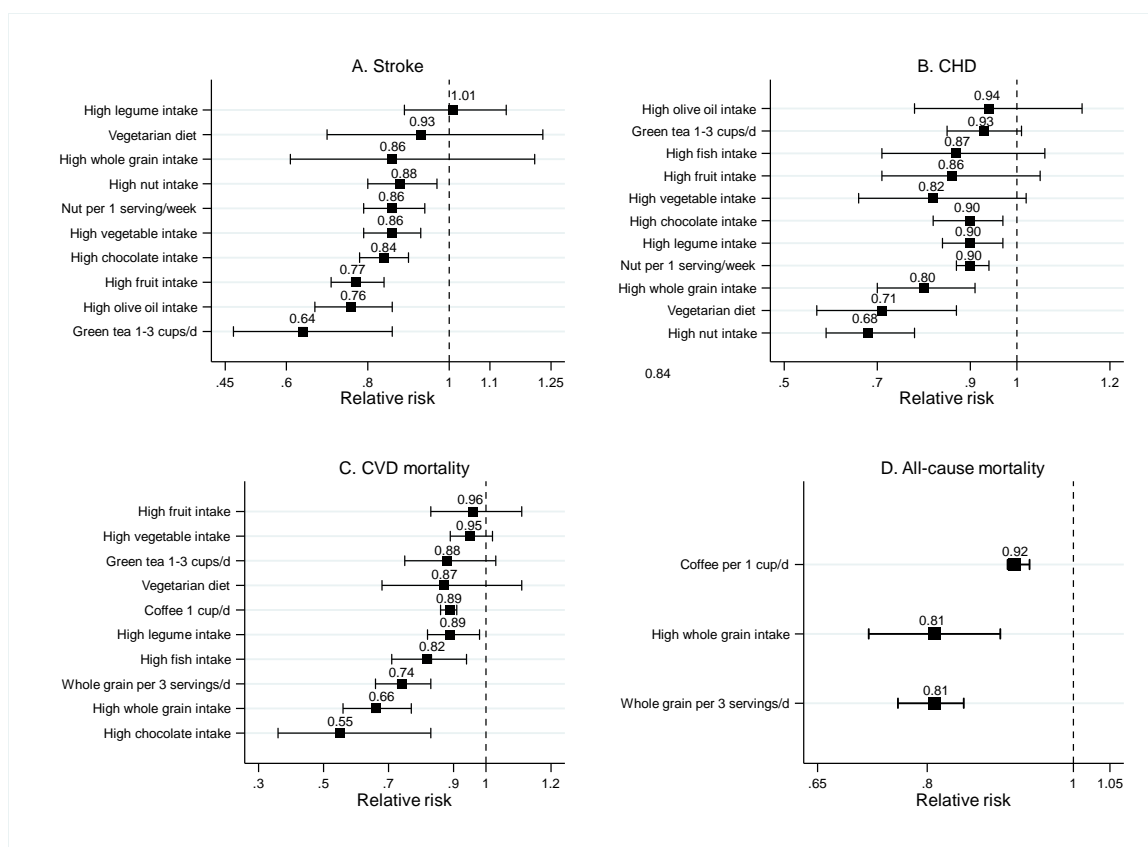 A. Stroke
High legume intake
1.01
Vegetarian diet
0.93
High whole grain intake
0.86
High nut intake
0.88
Nut per 1 serving/week
0.86
High vegetable intake
0.86
High chocolate intake
0.84
High fruit intake
0.77
High olive oil intake
0.76
Green tea 1-3 cups/d
0.64
.45 .6 .8 1 1.1 1.25
Relative risk
B. CHD
High olive oil intake
0.94
Green tea 1-3 cups/d
0.93
High fish intake
0.87
High fruit intake
0.86
High vegetable intake
0.82
High chocolate intake
0.90
High legume intake
0.90
Nut per 1 serving/week
0.90
High whole grain intake
0.80
Vegetarian diet
0.71
High nut intake
0.68
0.84
.5 .7 .9 1 1.2
Relative risk
C. CVD mortality
High fruit intake
0.96
High vegetable intake
0.95
Green tea 1-3 cups/d
0.88
Vegetarian diet
0.87
Coffee 1 cup/d
0.89
High legume intake
0.89
High fish intake
0.82
Whole grain per 3 servings/d
0.74
High whole grain intake
0.66
High chocolate intake
0.55
.3 .5 .7 .9 1 1.2
Relative risk
D. All-cause mortality
Coffee per 1 cup/d
0.92
High whole grain intake
0.81
Whole grain per 3 servings/d
0.81
.65 .8 1 1.05
Relative risk